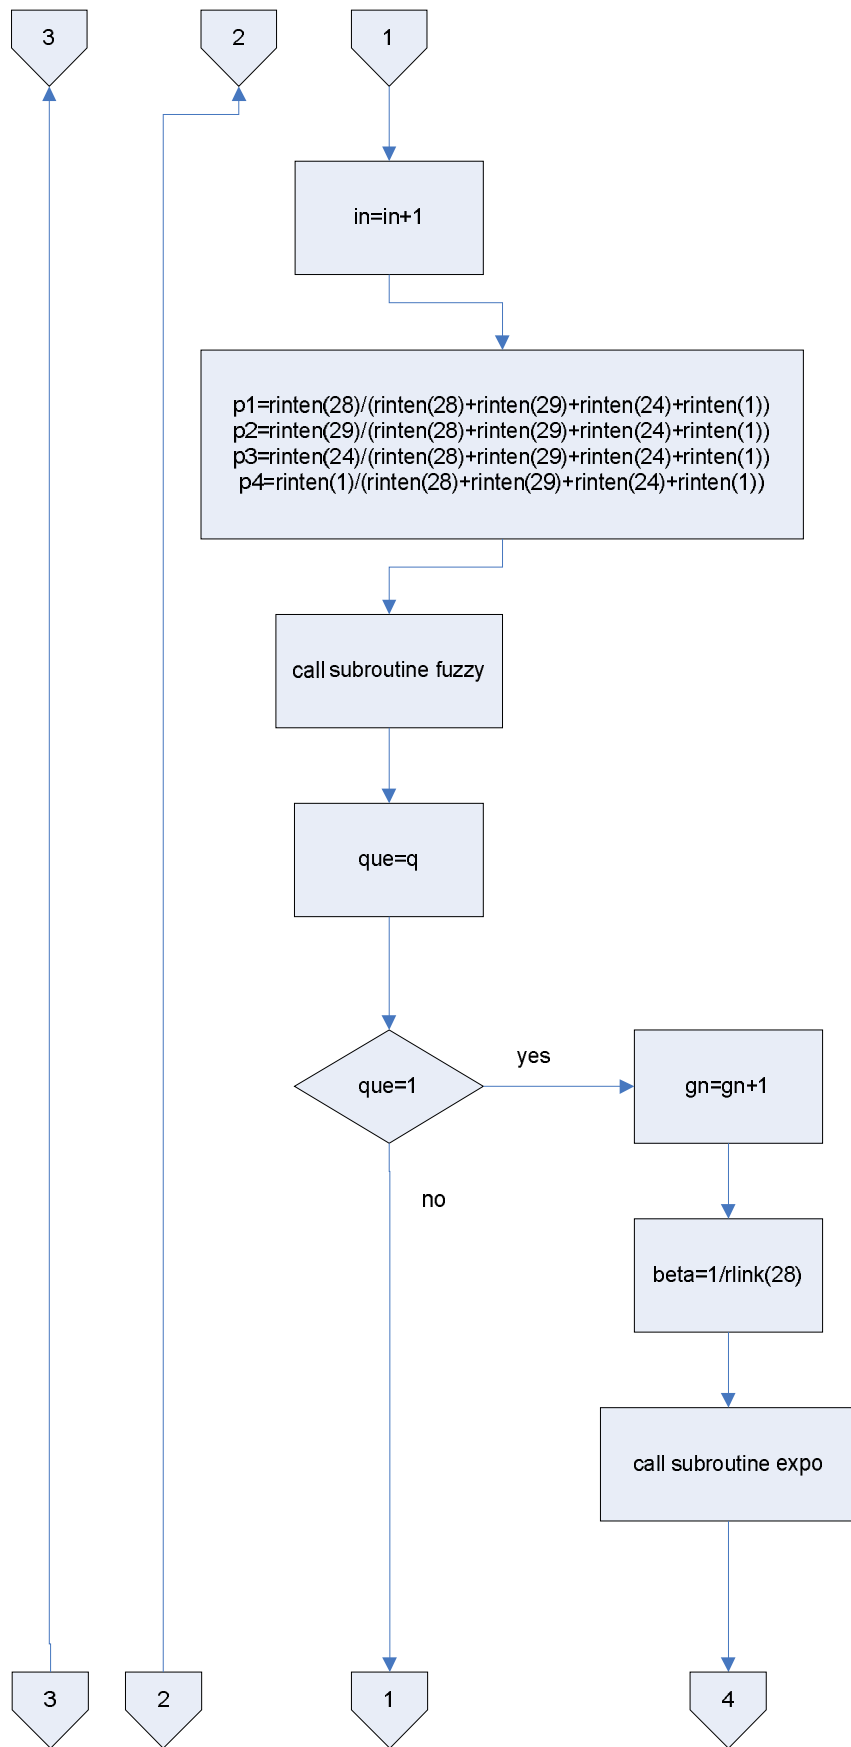 3
2
1
in=in+1
p1=rinten(28)/(rinten(28)+rinten(29)+rinten(24)+rinten(1))
p2=rinten(29)/(rinten(28)+rinten(29)+rinten(24)+rinten(1))
p3=rinten(24)/(rinten(28)+rinten(29)+rinten(24)+rinten(1))
p4=rinten(1)/(rinten(28)+rinten(29)+rinten(24)+rinten(1))
call subroutine fuzzy
que=q
que=1
yes
gn=gn+1
no
beta=1/rlink(28)
call subroutine expo
3
2
1
4